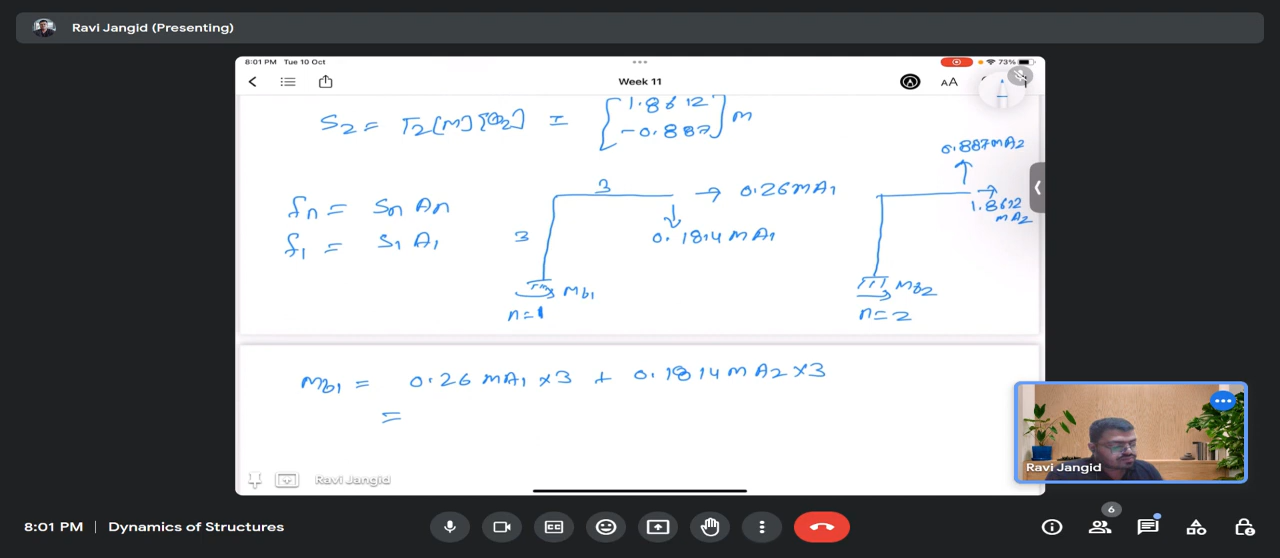 Ravi Jangid (Presenting)
8:01 PM Tue 10 Oct
73%
Week 11
AA
S2 = T2[M][Φ2] = [1.8612
-0.887] m
0.887mA2
fn = Sn An
3
0.26mA1
1.8612
mA2
f1 = S1 A1
3
0.1814mA1
Mb1
MB2
n=1
n=2
Mb1 = 0.26 mA1 x3 + 0.1814m A2 x3
=
Ravi Jangid
Ravi Jangid
8:01 PM | Dynamics of Structures
CC
6